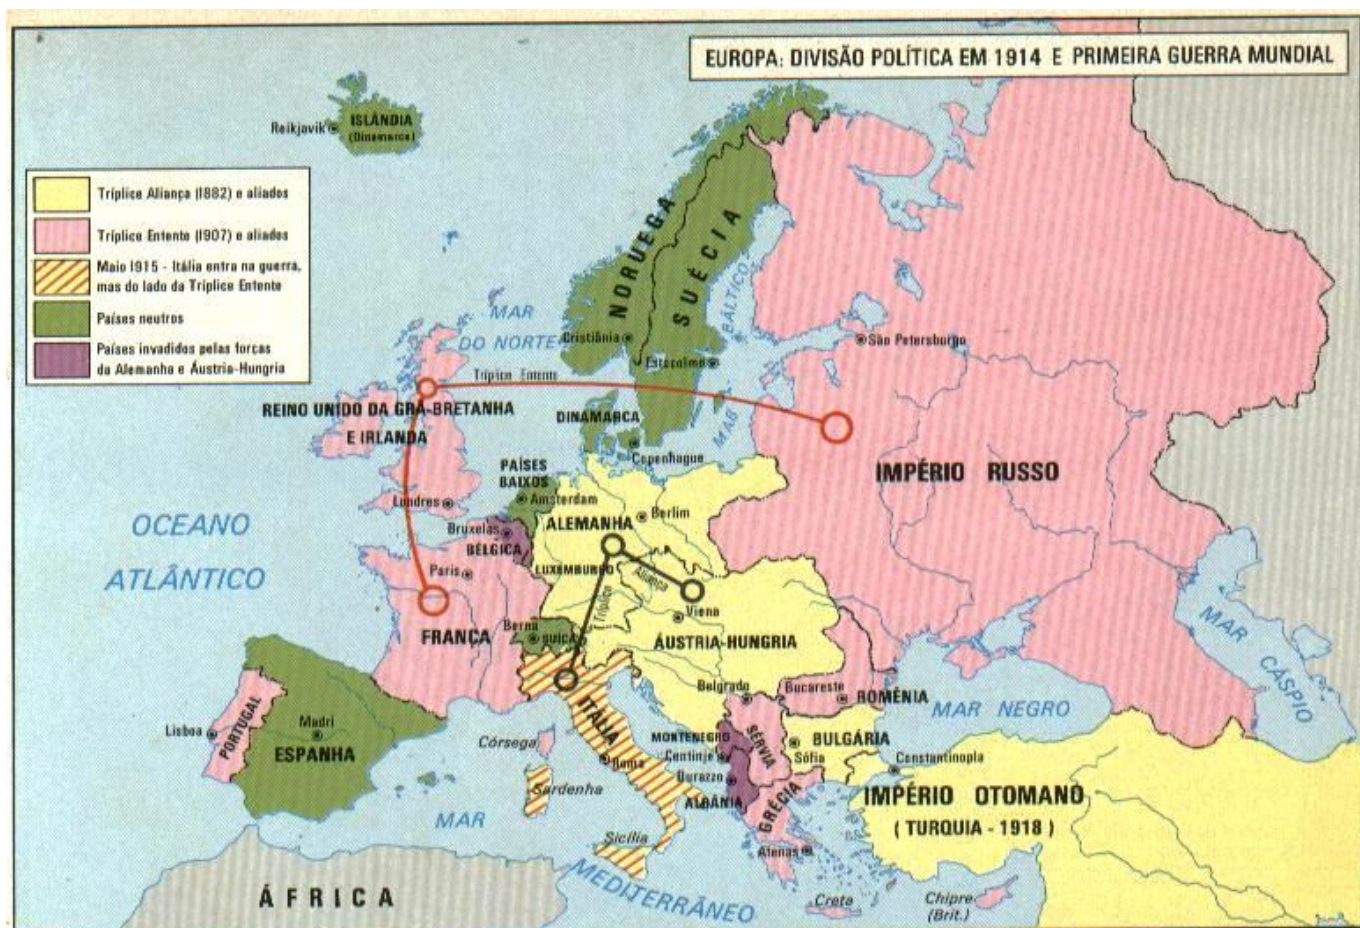 EUROPA: DIVISÃO POLÍTICA EM 1914 E PRIMEIRA GUERRA MUNDIAL
ISLÂNDIA
(Dinamarca)
Reikjavik
Tríplice Aliança (1882) e aliados
Tríplice Entente (1907) e aliados
Maio 1915 - Itália entra na guerra,
mas do lado da Tríplice Entente
Países neutros
Países invadidos pelas forças
da Alemanha e Áustria-Hungria
NORUEGA
SUÉCIA
MAR
DO NORTE
Cristiânia
Estocolmo
MAR BÁLTICO
São Petersburgo
Tríplice Entente
REINO UNIDO DA GRÃ-BRETANHA
E IRLANDA
DINAMARCA
Copenhague
IMPÉRIO RUSSO
PAÍSES
BAIXOS
Amsterdam
Londres
Berlim
OCEANO
ATLÂNTICO
ALEMANHA
Bruxelas
BÉLGICA
Paris
LUXEMBURGO
Tríplice Aliança
Viena
FRANÇA
Berna
SUIÇA
ÁUSTRIA-HUNGRIA
MAR CÁSPIO
Belgrado
Bucareste
ROMÊNIA
MAR NEGRO
PORTUGAL
Lisboa
Madri
ESPANHA
ITÁLIA
Córsega
Roma
MONTENEGRO
Centinje
SÉRVIA
BULGÁRIA
Sófia
Constantinopla
Sardenha
Durazzo
ALBÂNIA
IMPÉRIO OTOMANO
( TURQUIA - 1918 )
GRÉCIA
MAR
MEDITERRÂNEO
Sicília
Atenas
ÁFRICA
Creta
Chipre
(Brit.)